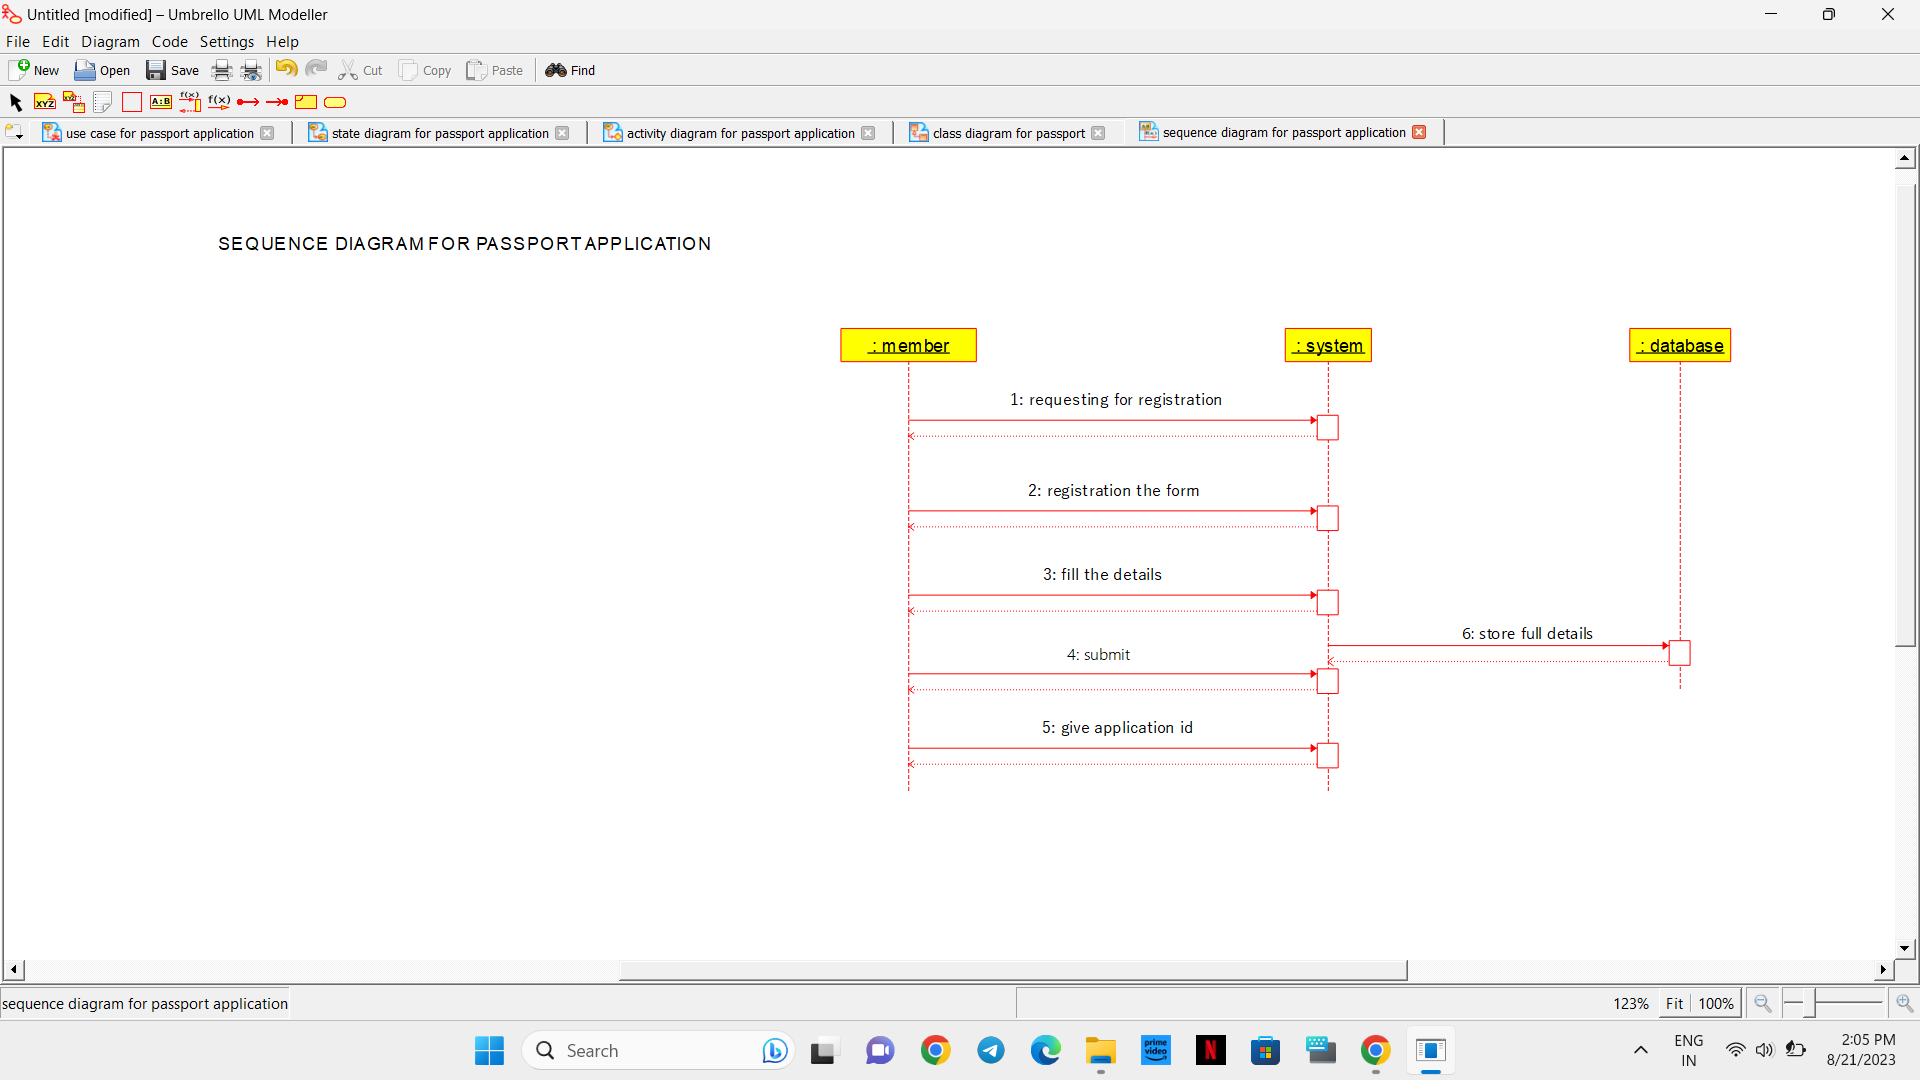 Untitled [modified] – Umbrello UML Modeller
File Edit Diagram Code Settings Help
New Open Save Cut Copy Paste Find
XYZ XYZ A:B f(x) f(x)
use case for passport application state diagram for passport application activity diagram for passport application class diagram for passport sequence diagram for passport application
SEQUENCE DIAGRAM FOR PASSPORT APPLICATION
: member : system : database
1: requesting for registration
2: registration the form
3: fill the details
6: store full details
4: submit
5: give application id
sequence diagram for passport application 123% Fit 100%
Search prime video N ENG IN 2:05 PM 8/21/2023